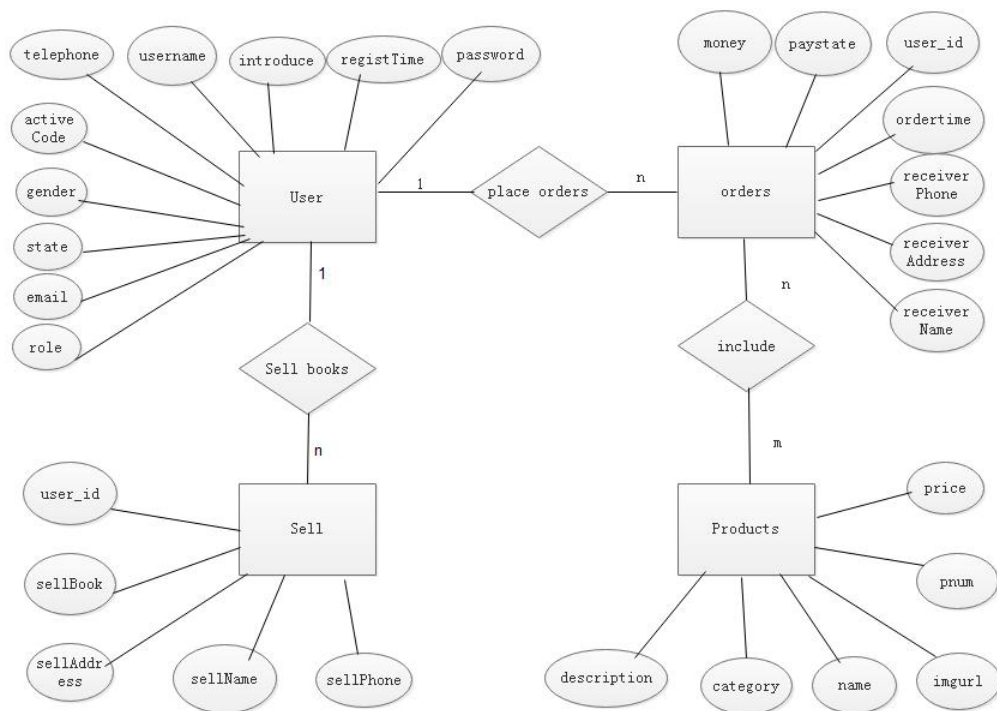 telephone
username
introduce
registTime
password
money
paystate
user_id
active
Code
ordertime
gender
User
1
place orders
n
orders
receiver
Phone
state
receiver
Address
email
1
n
receiver
Name
role
Sell books
include
n
m
user_id
price
Sell
Products
sellBook
pnum
sellAddr
ess
sellName
sellPhone
description
category
name
imgurl